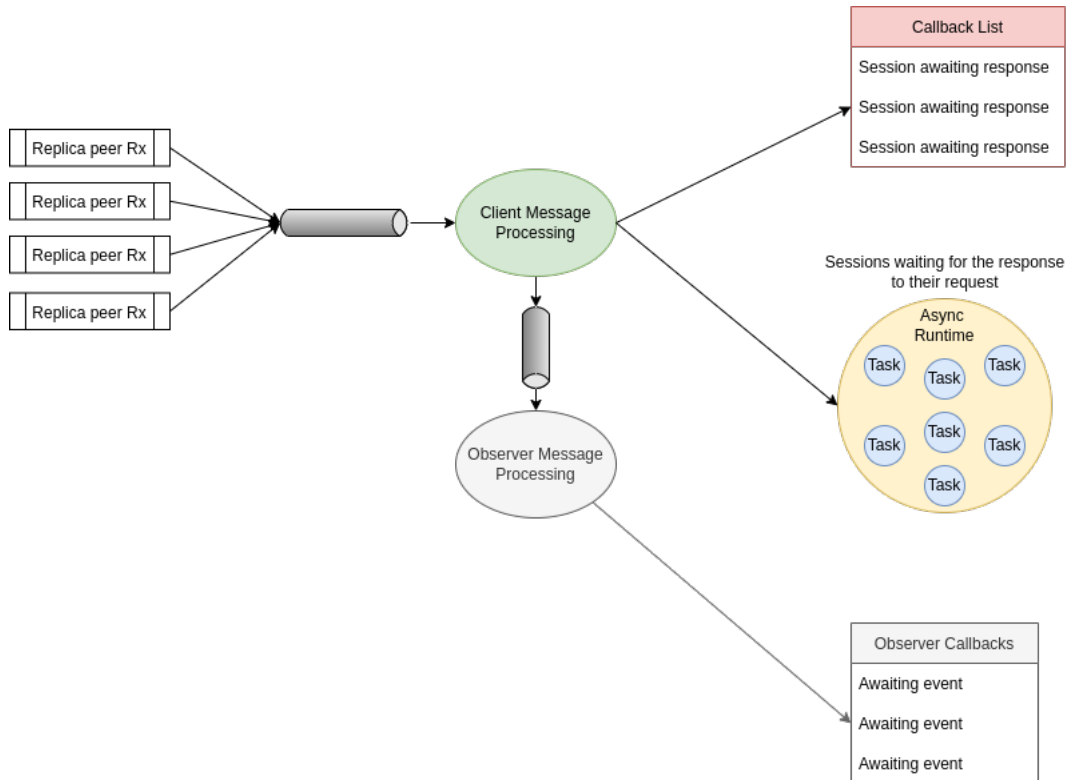 Callback List
Session awaiting response
Session awaiting response
Session awaiting response
Replica peer Rx
Replica peer Rx
Replica peer Rx
Replica peer Rx
Client Message
Processing
Sessions waiting for the response
to their request
Async
Runtime
Task
Task
Task
Task
Task
Task
Task
Observer Message
Processing
Observer Callbacks
Awaiting event
Awaiting event
Awaiting event